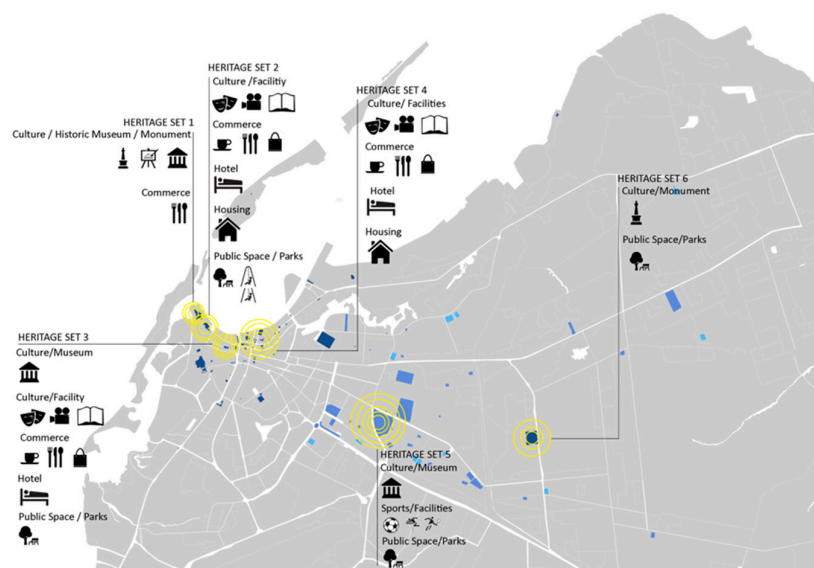 HERITAGE SET 1
Culture / Historic Museum / Monument
Commerce
HERITAGE SET 2
Culture /Facilitiy
Commerce
Hotel
Housing
Public Space / Parks
HERITAGE SET 4
Culture/ Facilities
Commerce
Hotel
Housing
HERITAGE SET 6
Culture/Monument
Public Space/Parks
HERITAGE SET 3
Culture/Museum
Culture/Facility
Commerce
Hotel
Public Space / Parks
HERITAGE SET 5
Culture/Museum
Sports/Facilities
Public Space/Parks